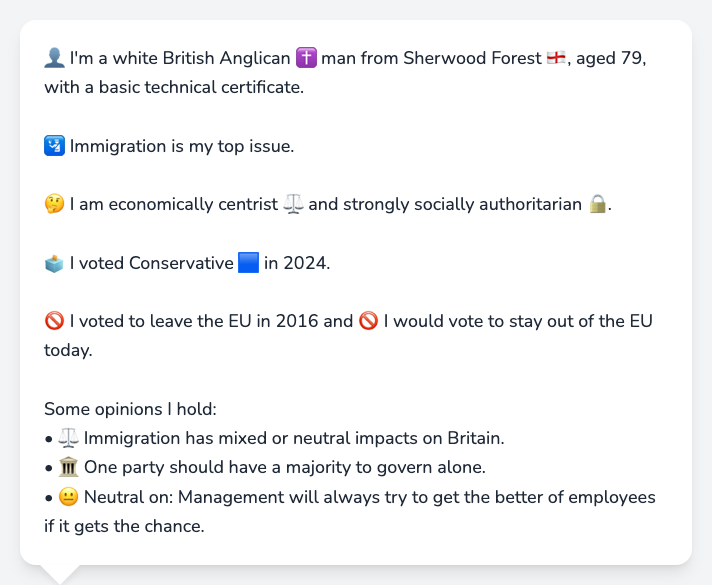 👤 I'm a white British Anglican ✝️ man from Sherwood Forest 🏴󠁧󠁢󠁥󠁮󠁧󠁿, aged 79,
with a basic technical certificate.
🛂 Immigration is my top issue.
🤔 I am economically centrist ⚖️ and strongly socially authoritarian 🔒.
🗳️ I voted Conservative 🟦 in 2024.
🚫 I voted to leave the EU in 2016 and 🚫 I would vote to stay out of the EU
today.
Some opinions I hold:
• ⚖️ Immigration has mixed or neutral impacts on Britain.
• 🏛️ One party should have a majority to govern alone.
• 😐 Neutral on: Management will always try to get the better of employees
if it gets the chance.